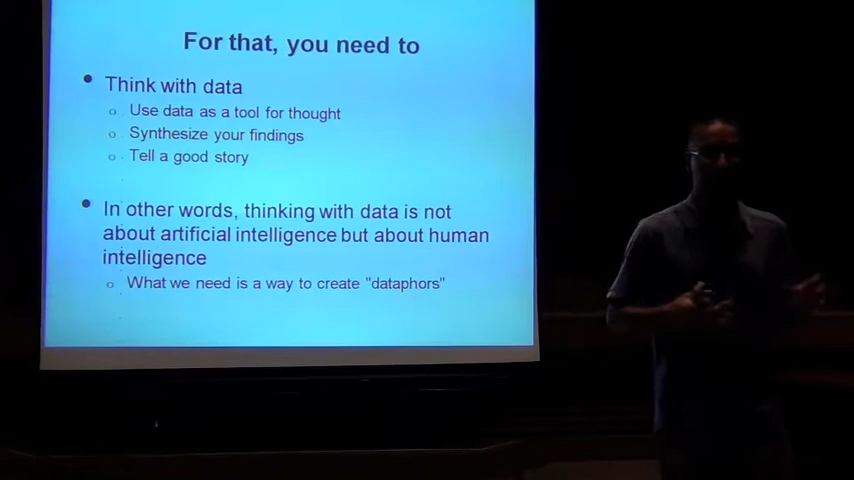 For that, you need to
• Think with data
o Use data as a tool for thought
o Synthesize your findings
o Tell a good story
• In other words, thinking with data is not
about artificial intelligence but about human
intelligence
o What we need is a way to create "dataphors"